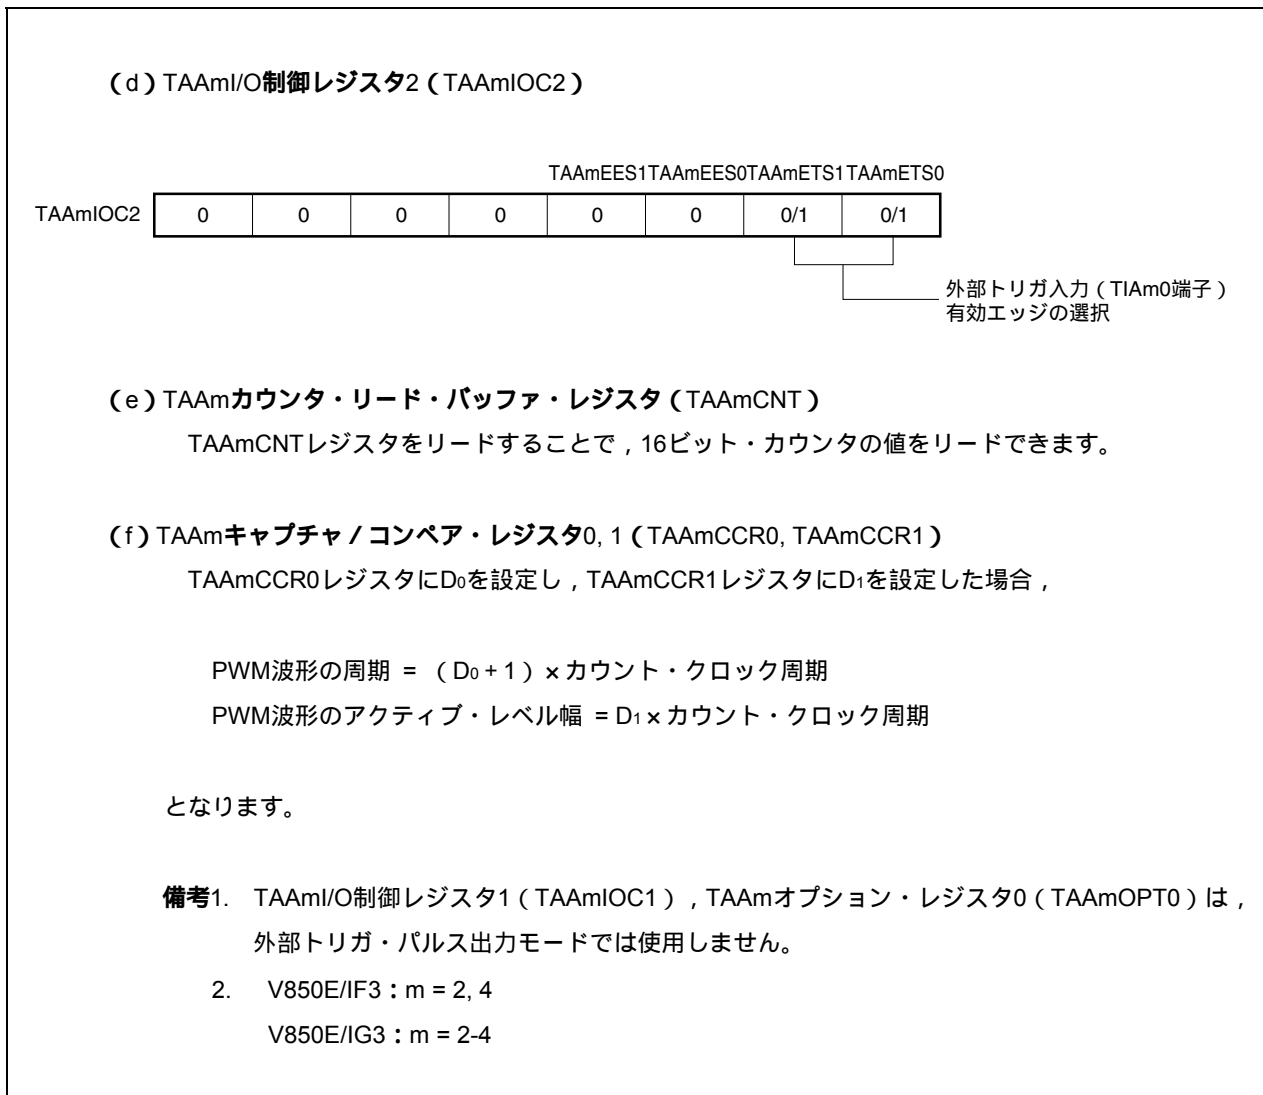 （d）TAAmI/O制御レジスタ2（TAAmIOC2）
TAAmEES1TAAmEES0TAAmETS1TAAmETS0
TAAmIOC2 0 0 0 0 0 0 0/1 0/1
外部トリガ入力（TIAm0端子）
有効エッジの選択
（e）TAAmカウンタ・リード・バッファ・レジスタ（TAAmCNT）
TAAmCNTレジスタをリードすることで，16ビット・カウンタの値をリードできます。
（f）TAAmキャプチャ／コンペア・レジスタ0, 1（TAAmCCR0, TAAmCCR1）
TAAmCCR0レジスタにD₀を設定し，TAAmCCR1レジスタにD₁を設定した場合，
PWM波形の周期 = （D₀ + 1）×カウント・クロック周期
PWM波形のアクティブ・レベル幅 = D₁×カウント・クロック周期
となります。
備考1. TAAmI/O制御レジスタ1（TAAmIOC1），TAAmオプション・レジスタ0（TAAmOPT0）は，
外部トリガ・パルス出力モードでは使用しません。
2. V850E/IF3：m = 2, 4
V850E/IG3：m = 2-4